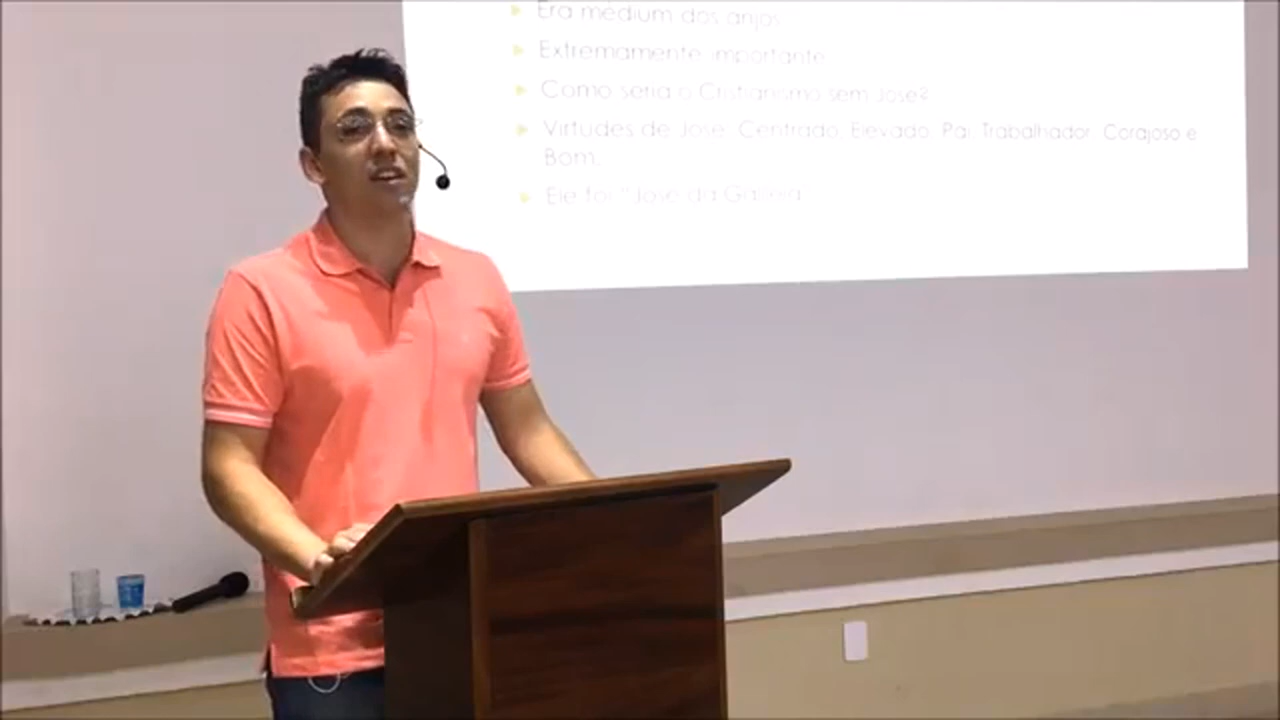 Era médium dos anjos
Extremamente importante
Como seria o Cristianismo sem José?
Virtudes de José: Centrado, Elevado, Pai, Trabalhador, Corajoso e
Bom.
Ele foi "José da Galileia"